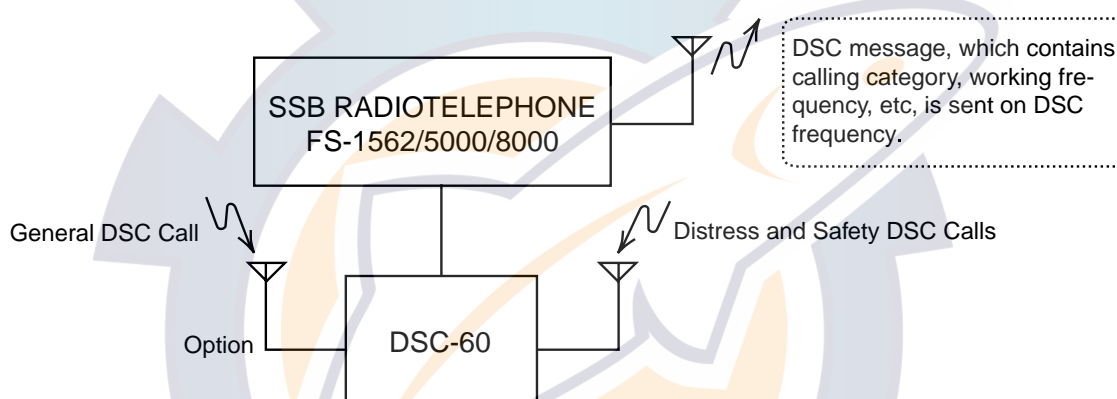 SSB RADIOTELEPHONE
FS-1562/5000/8000
DSC message, which contains
calling category, working fre-
quency, etc, is sent on DSC
frequency.
General DSC Call
Distress and Safety DSC Calls
Option
DSC-60